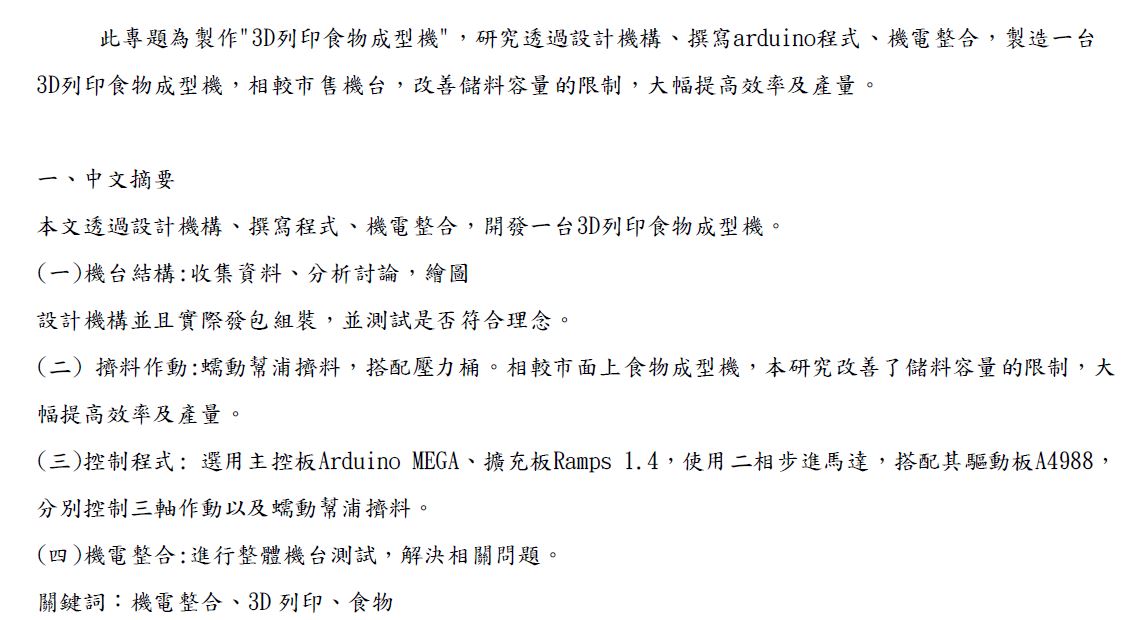 此專題為製作"3D列印食物成型機"，研究透過設計機構、撰寫arduino程式、機電整合，製造一台
3D列印食物成型機，相較市售機台，改善儲料容量的限制，大幅提高效率及產量。
一、中文摘要
本文透過設計機構、撰寫程式、機電整合，開發一台3D列印食物成型機。
(一)機台結構:收集資料、分析討論，繪圖
設計機構並且實際發包組裝，並測試是否符合理念。
(二) 擠料作動:蠕動幫浦擠料，搭配壓力桶。相較市面上食物成型機，本研究改善了儲料容量的限制，大
幅提高效率及產量。
(三)控制程式: 選用主控板Arduino MEGA、擴充板Ramps 1.4，使用二相步進馬達，搭配其驅動板A4988，
分別控制三軸作動以及蠕動幫浦擠料。
(四)機電整合:進行整體機台測試，解決相關問題。
關鍵詞：機電整合、3D 列印、食物